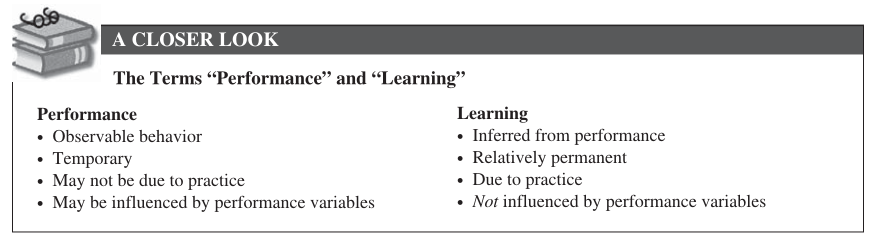 A CLOSER LOOK
The Terms “Performance” and “Learning”
Performance
• Observable behavior
• Temporary
• May not be due to practice
• May be influenced by performance variables
Learning
• Inferred from performance
• Relatively permanent
• Due to practice
• Not influenced by performance variables